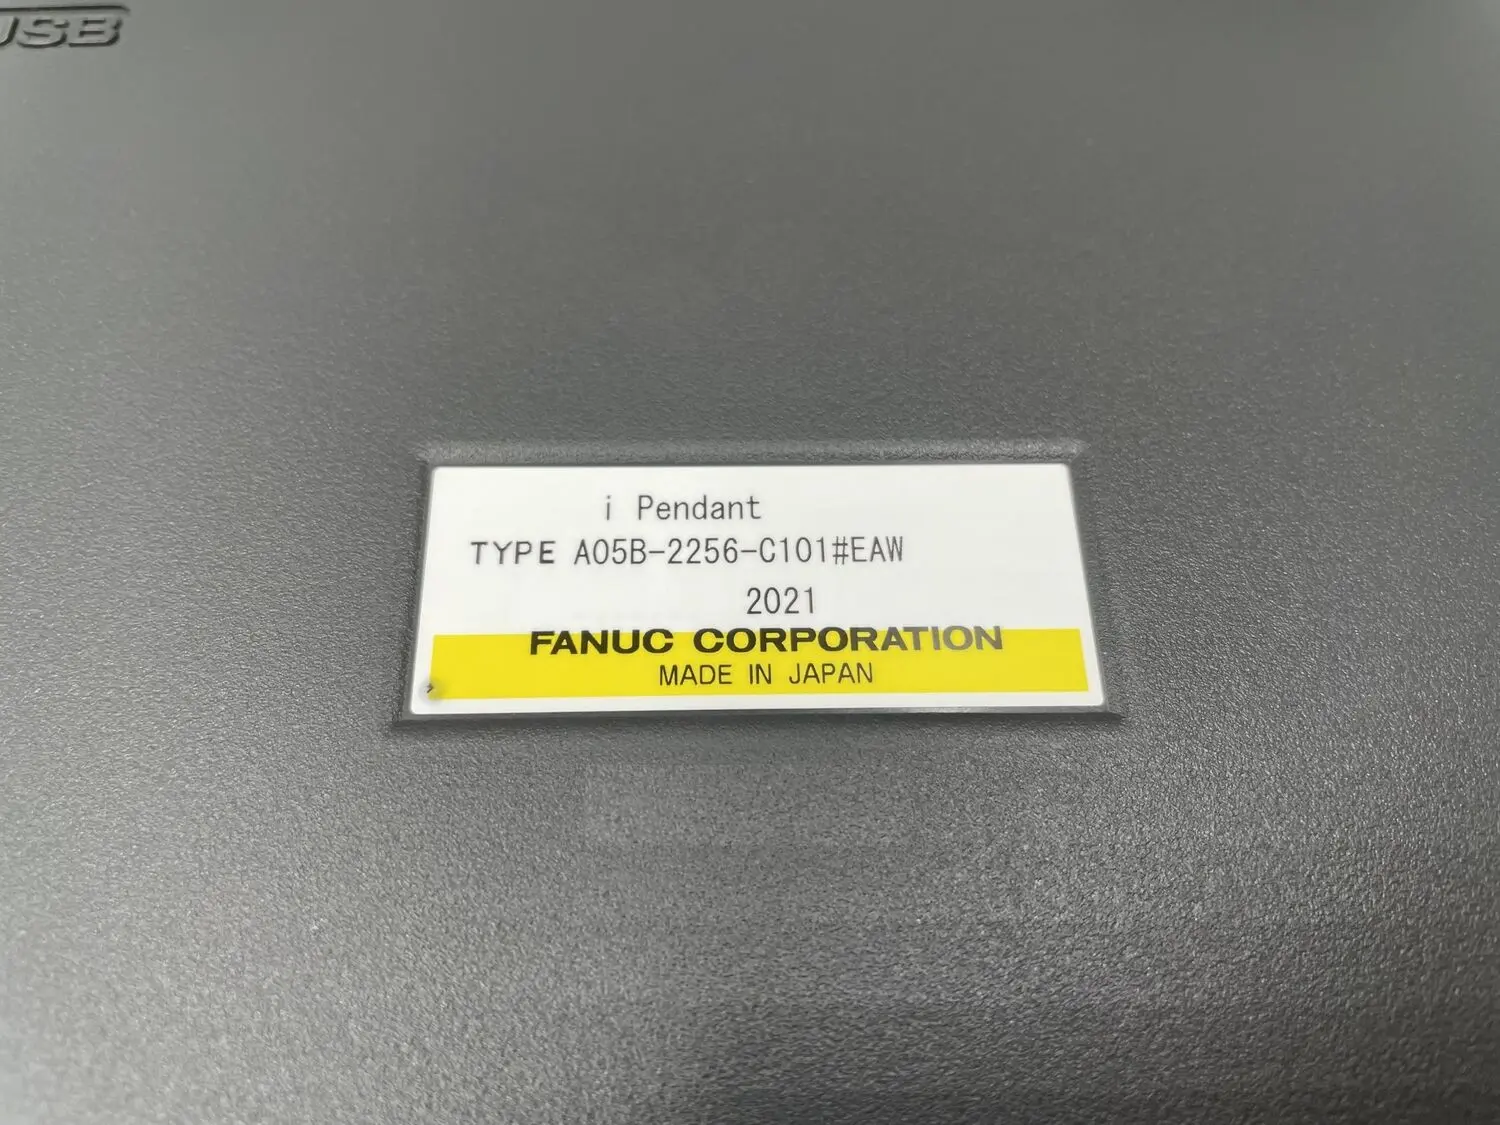 USB
i Pendant
TYPE A05B-2256-C101#EAW
2021
FANUC CORPORATION
MADE IN JAPAN